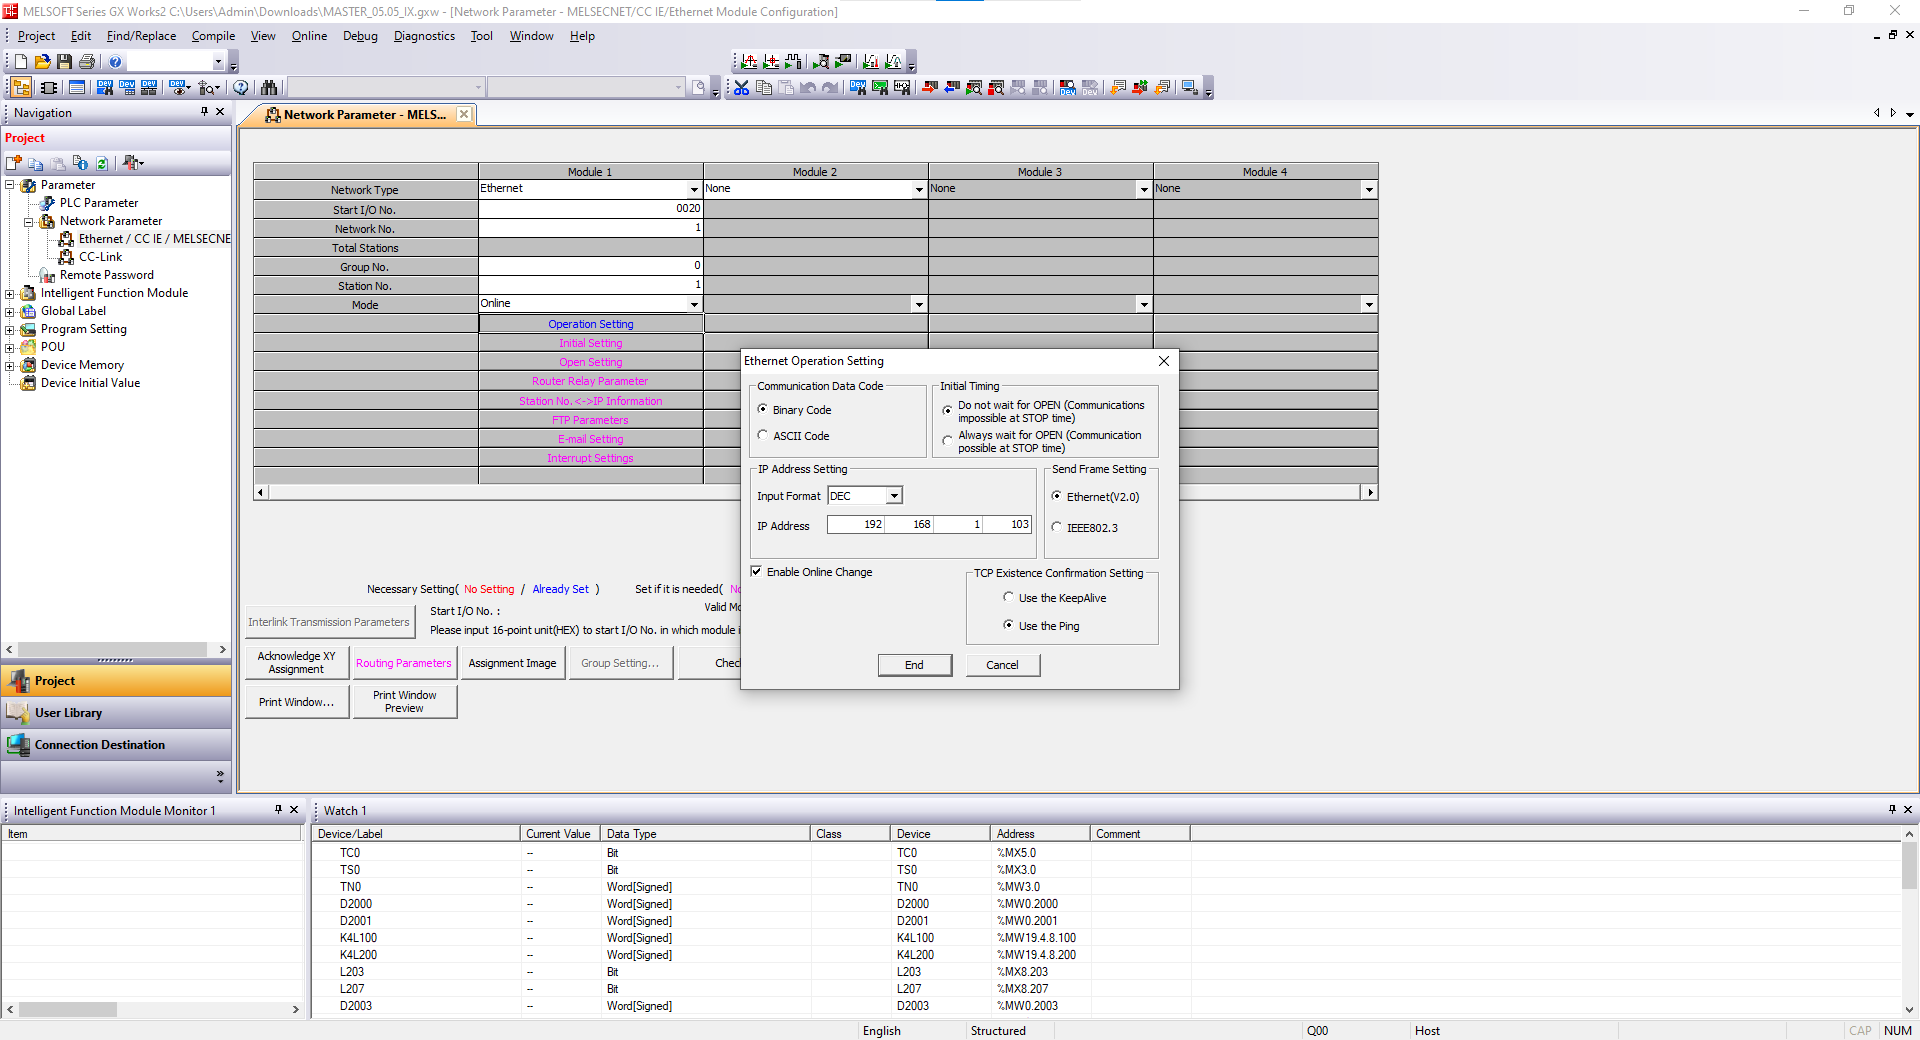 MELSOFT Series GX Works2 C:\Users\Admin\Downloads\MASTER_05.05_IX.gxw - [Network Parameter - MELSECNET/CC IE/Ethernet Module Configuration]
Project Edit Find/Replace Compile View Online Debug Diagnostics Tool Window Help
Navigation
Network Parameter - MELS...
Project
Parameter
PLC Parameter
Network Parameter
Ethernet / CC IE / MELSECNE
CC-Link
Remote Password
Intelligent Function Module
Global Label
Program Setting
POU
Device Memory
Device Initial Value
Project
User Library
Connection Destination
Module 1 Module 2 Module 3 Module 4
Network Type Ethernet None None None
Start I/O No. 0020
Network No. 1
Total Stations
Group No. 0
Station No. 1
Mode Online
Operation Setting
Initial Setting
Open Setting
Router Relay Parameter
Station No.<->IP Information
FTP Parameters
E-mail Setting
Interrupt Settings
Necessary Setting( No Setting / Already Set ) Set if it is needed( No
Start I/O No. : Valid Mo
Please input 16-point unit(HEX) to start I/O No. in which module i
Interlink Transmission Parameters
Acknowledge XY
Assignment
Routing Parameters
Assignment Image
Group Setting...
Chec
Print Window...
Print Window
Preview
Ethernet Operation Setting
Communication Data Code
Binary Code
ASCII Code
Initial Timing
Do not wait for OPEN (Communications
impossible at STOP time)
Always wait for OPEN (Communication
possible at STOP time)
IP Address Setting
Input Format DEC
IP Address 192 168 1 103
Send Frame Setting
Ethernet(V2.0)
IEEE802.3
Enable Online Change
TCP Existence Confirmation Setting
Use the KeepAlive
Use the Ping
End Cancel
Intelligent Function Module Monitor 1
Item
Watch 1
Device/Label Current Value Data Type Class Device Address Comment
TC0 -- Bit TC0 %MX5.0
TS0 -- Bit TS0 %MX3.0
TN0 -- Word[Signed] TN0 %MW3.0
D2000 -- Word[Signed] D2000 %MW0.2000
D2001 -- Word[Signed] D2001 %MW0.2001
K4L100 -- Word[Signed] K4L100 %MW19.4.8.100
K4L200 -- Word[Signed] K4L200 %MW19.4.8.200
L203 -- Bit L203 %MX8.203
L207 -- Bit L207 %MX8.207
D2003 -- Word[Signed] D2003 %MW0.2003
English Structured Q00 Host CAP NUM